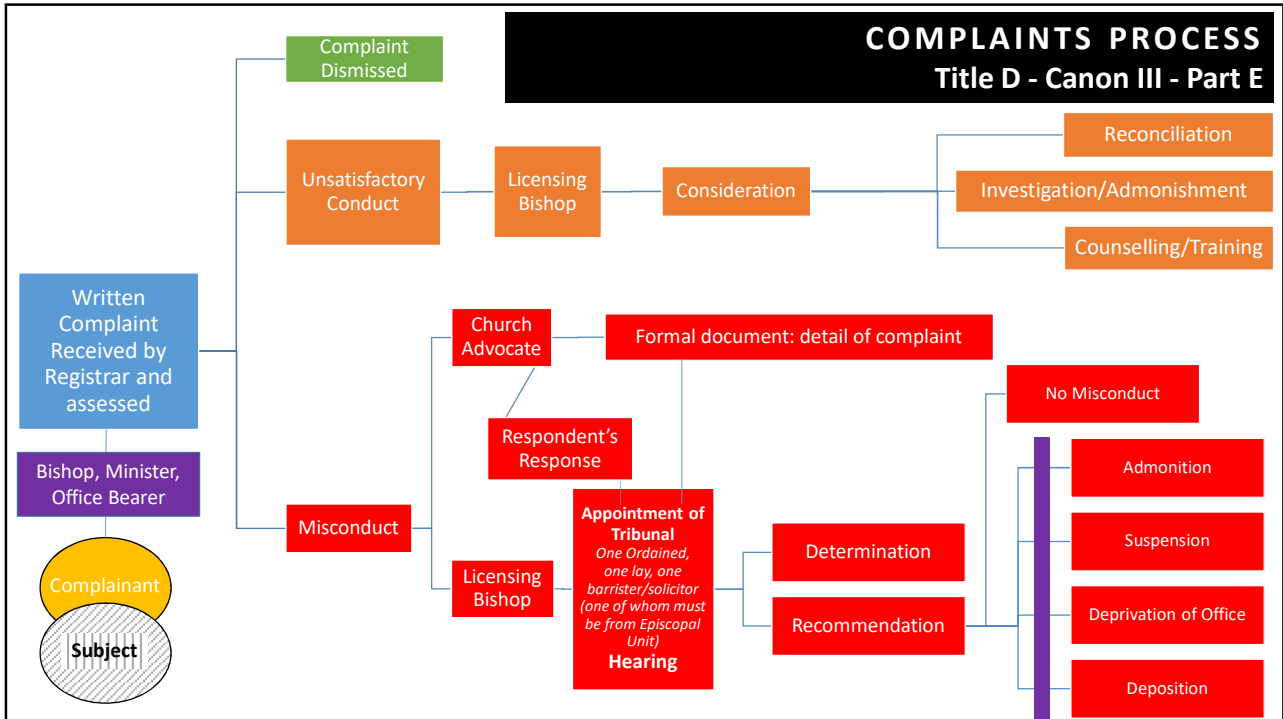 COMPLAINTS PROCESS
Title D - Canon III - Part E
Complaint
Dismissed
Unsatisfactory
Conduct
Licensing
Bishop
Consideration
Reconciliation
Investigation/Admonishment
Counselling/Training
Written
Complaint
Received by
Registrar and
assessed
Bishop, Minister,
Office Bearer
Complainant
Subject
Misconduct
Church
Advocate
Formal document: detail of complaint
Respondent’s
Response
Licensing
Bishop
Appointment of
Tribunal
One Ordained,
one lay, one
barrister/solicitor
(one of whom must
be from Episcopal
Unit)
Hearing
Determination
Recommendation
No Misconduct
Admonition
Suspension
Deprivation of Office
Deposition